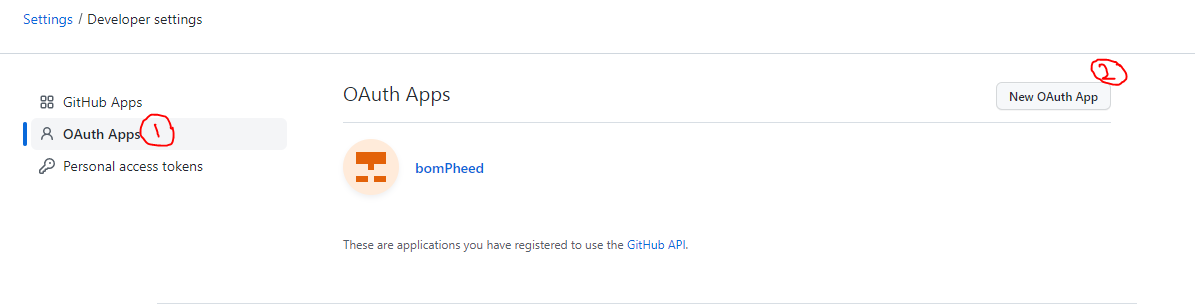 Settings / Developer settings
GitHub Apps
OAuth Apps 1
Personal access tokens
OAuth Apps
2
New OAuth App
bomPheed
These are applications you have registered to use the GitHub API.